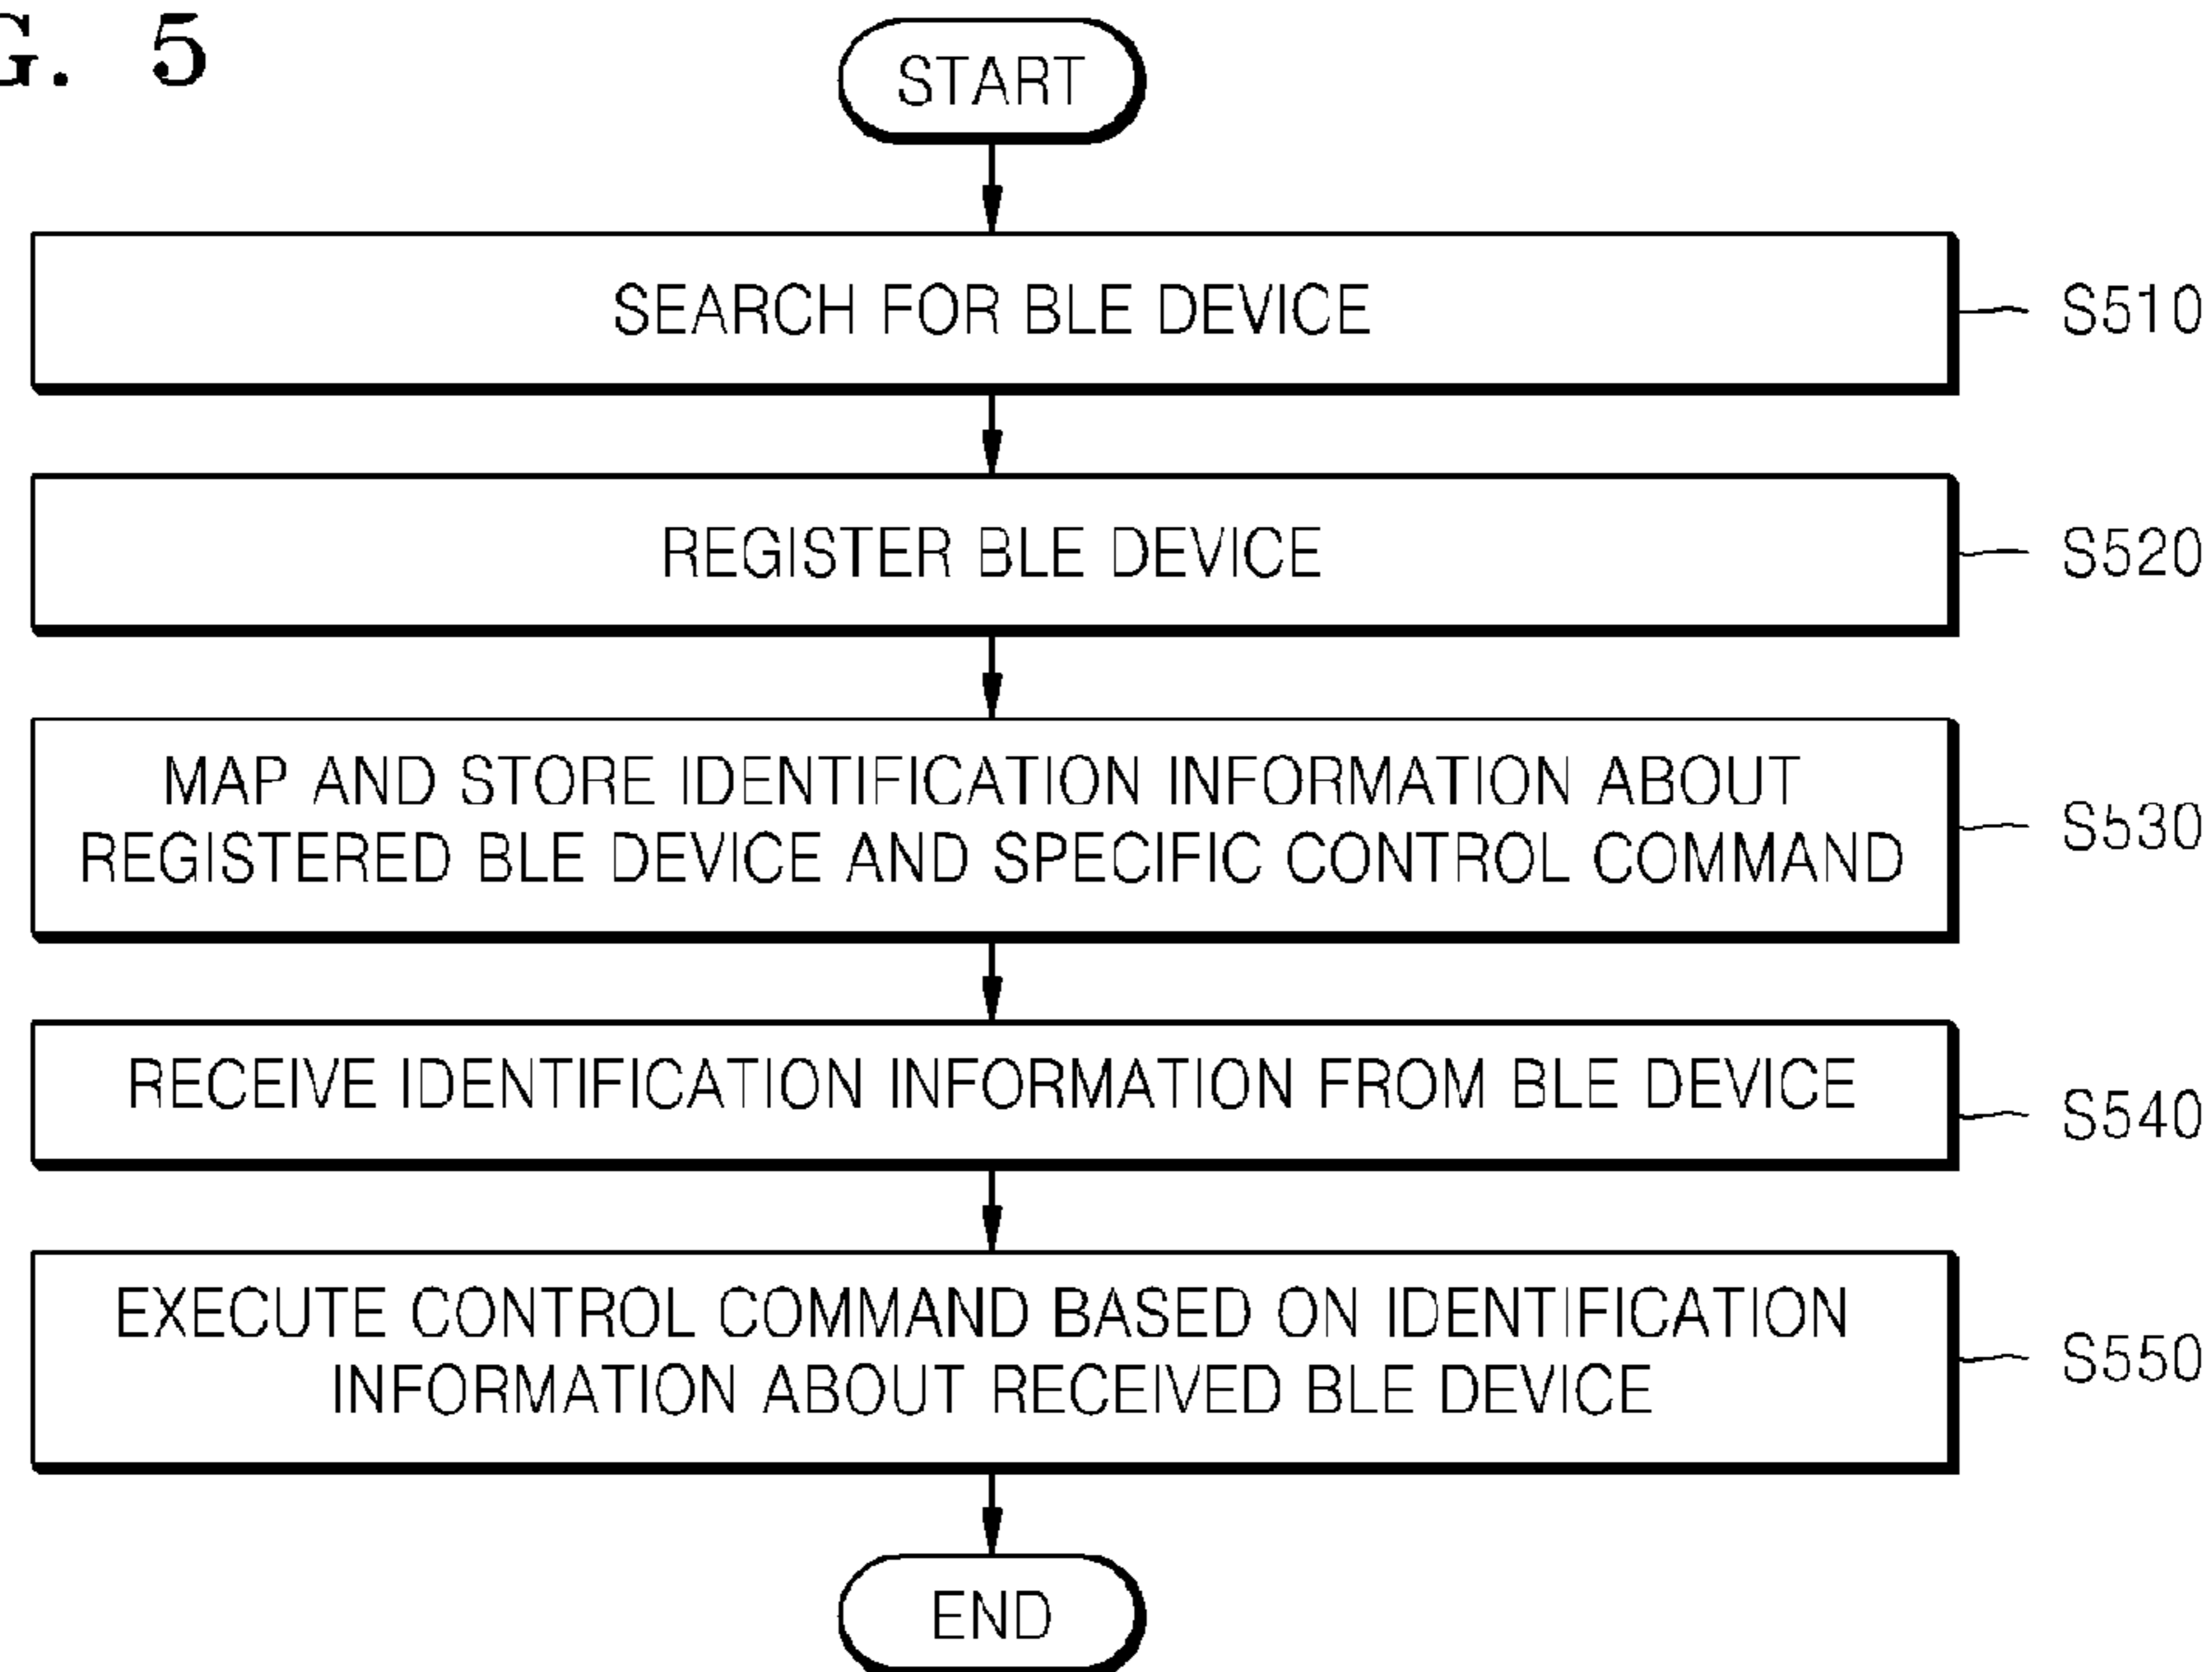 G. 5
START
SEARCH FOR BLE DEVICE
S510
REGISTER BLE DEVICE
S520
MAP AND STORE IDENTIFICATION INFORMATION ABOUT
REGISTERED BLE DEVICE AND SPECIFIC CONTROL COMMAND
S530
RECEIVE IDENTIFICATION INFORMATION FROM BLE DEVICE
S540
EXECUTE CONTROL COMMAND BASED ON IDENTIFICATION
INFORMATION ABOUT RECEIVED BLE DEVICE
S550
END